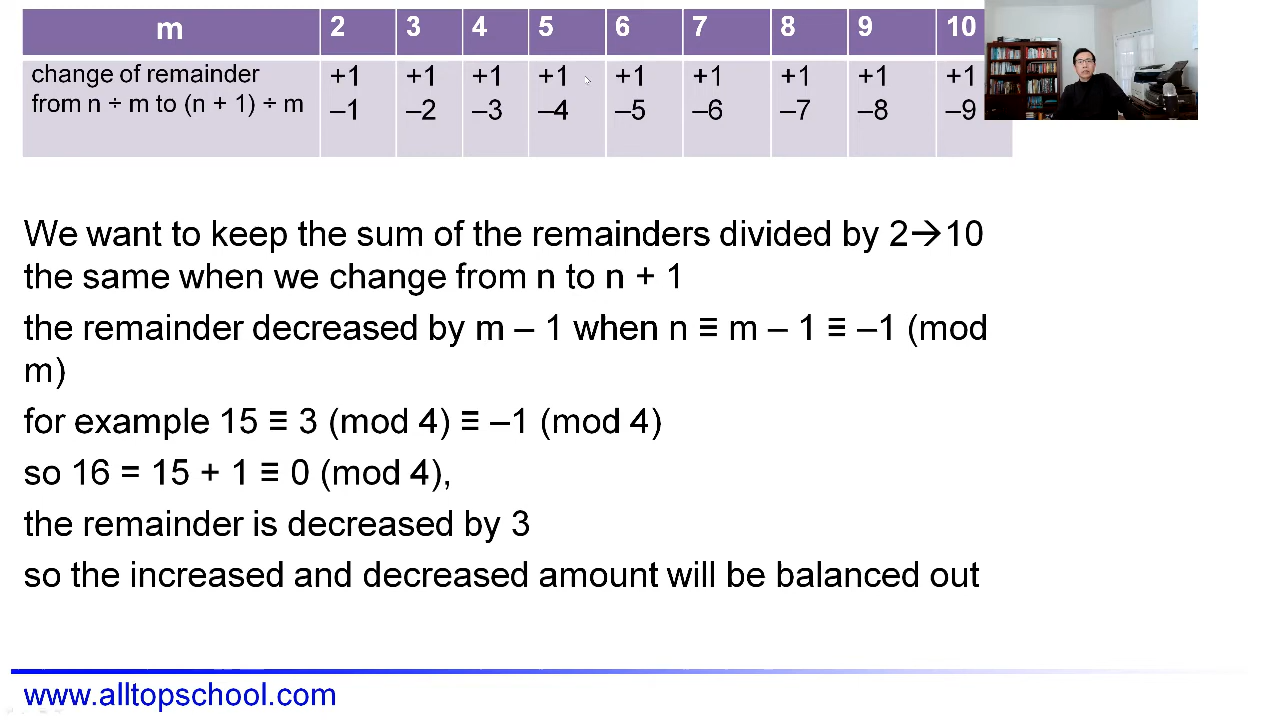 m 2 3 4 5 6 7 8 9 10
change of remainder +1 +1 +1 +1 +1 +1 +1 +1 +1
from n ÷ m to (n + 1) ÷ m –1 –2 –3 –4 –5 –6 –7 –8 –9
We want to keep the sum of the remainders divided by 2→10
the same when we change from n to n + 1
the remainder decreased by m – 1 when n ≡ m – 1 ≡ –1 (mod
m)
for example 15 ≡ 3 (mod 4) ≡ –1 (mod 4)
so 16 = 15 + 1 ≡ 0 (mod 4),
the remainder is decreased by 3
so the increased and decreased amount will be balanced out
www.alltopschool.com